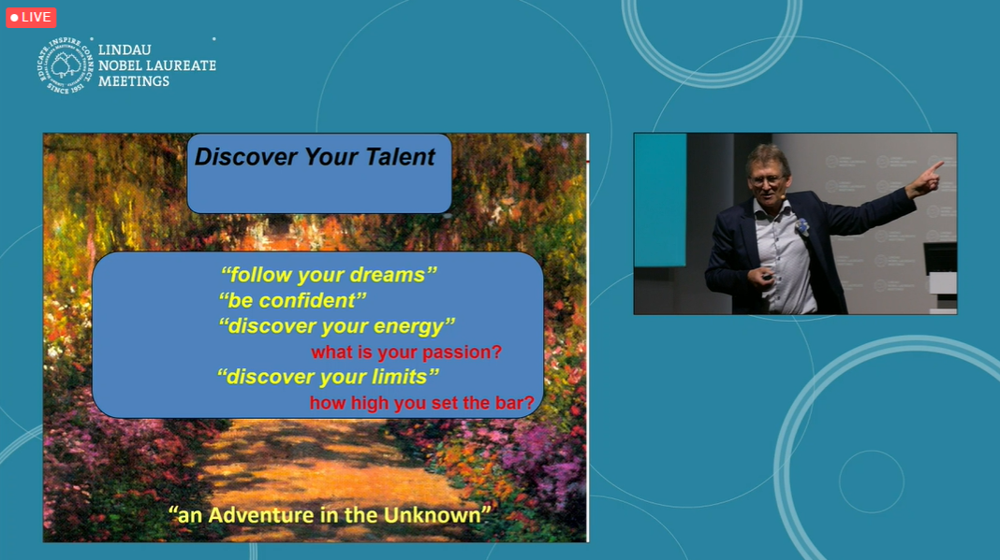 LIVE
EDUCATE. INSPIRE. CONNECT.
SINCE 1951
LINDAU
NOBEL LAUREATE
MEETINGS
Discover Your Talent
“follow your dreams”
“be confident”
“discover your energy”
what is your passion?
“discover your limits”
how high you set the bar?
“an Adventure in the Unknown”